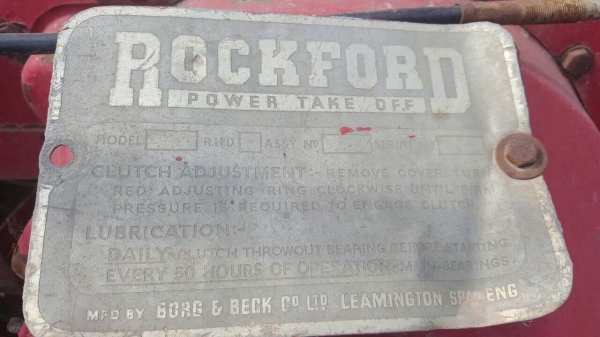 ROCKFORD
POWER TAKE OFF
MODEL R.H.D ASSY. No SERIAL No
CLUTCH ADJUSTMENT:- REMOVE COVER, TURN
RED: ADJUSTING RING CLOCKWISE UNTIL FIRM
PRESSURE IS REQUIRED TO ENGAGE CLUTCH
LUBRICATION:-
DAILY-CLUTCH THROWOUT BEARING BEFORE STARTING
EVERY 50 HOURS OF OPERATION-MAIN BEARINGS
MFD BY BORG & BECK CO LTD LEAMINGTON SPA ENG